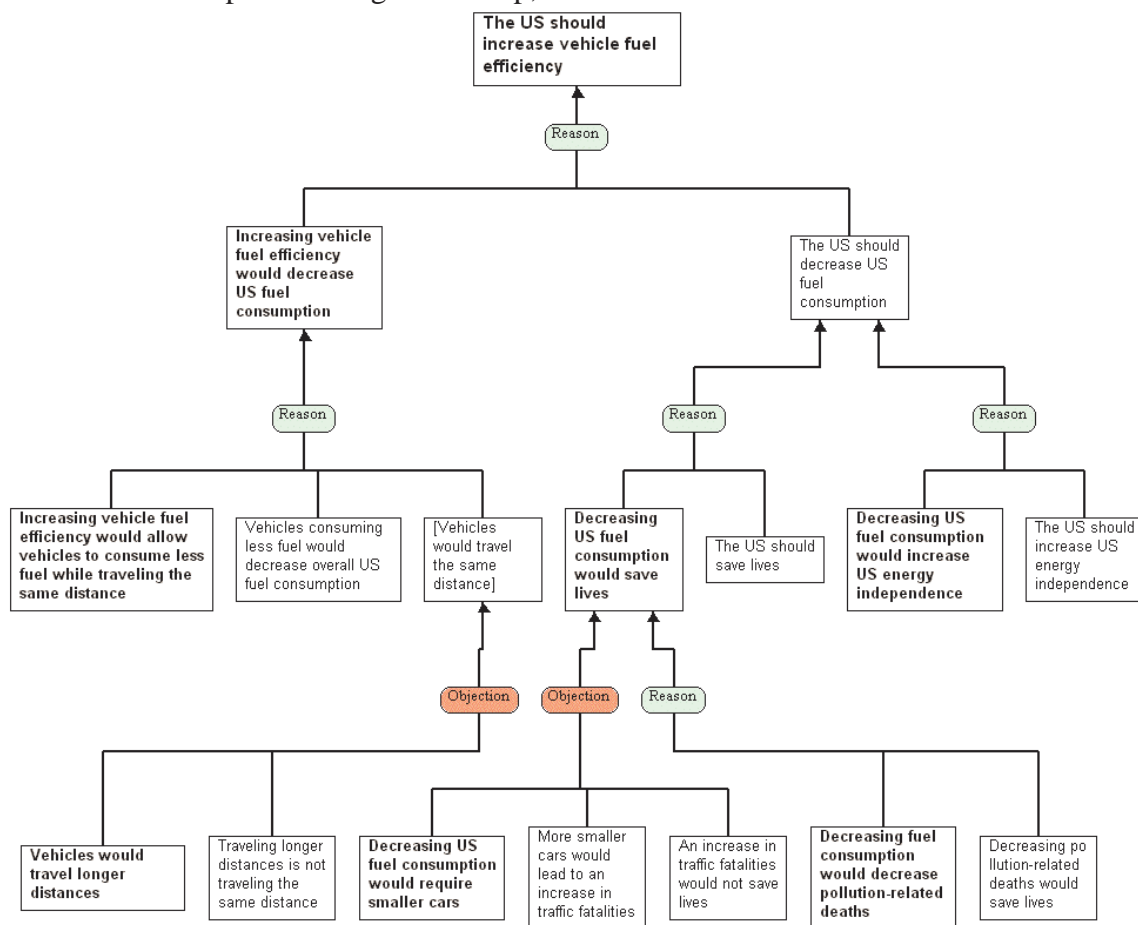 The US should
increase vehicle fuel
efficiency
Reason
Increasing vehicle
fuel efficiency
would decrease
US fuel
consumption
The US should
decrease US
fuel
consumption
Reason
Reason
Reason
Increasing vehicle fuel
efficiency would allow
vehicles to consume less
fuel while traveling the
same distance
Vehicles consuming
less fuel would
decrease overall US
fuel consumption
[Vehicles
would travel
the same
distance]
Decreasing
US fuel
consumption
would save
lives
The US should
save lives
Decreasing US
fuel consumption
would increase
US energy
independence
The US should
increase US
energy
independence
Objection
Objection
Reason
Vehicles would
travel longer
distances
Traveling longer
distances is not
traveling the
same distance
Decreasing US
fuel consumption
would require
smaller cars
More smaller
cars would
lead to an
increase in
traffic fatalities
An increase in
traffic fatalities
would not save
lives
Decreasing fuel
consumption
would decrease
pollution-related
deaths
Decreasing po
llution-related
deaths would
save lives